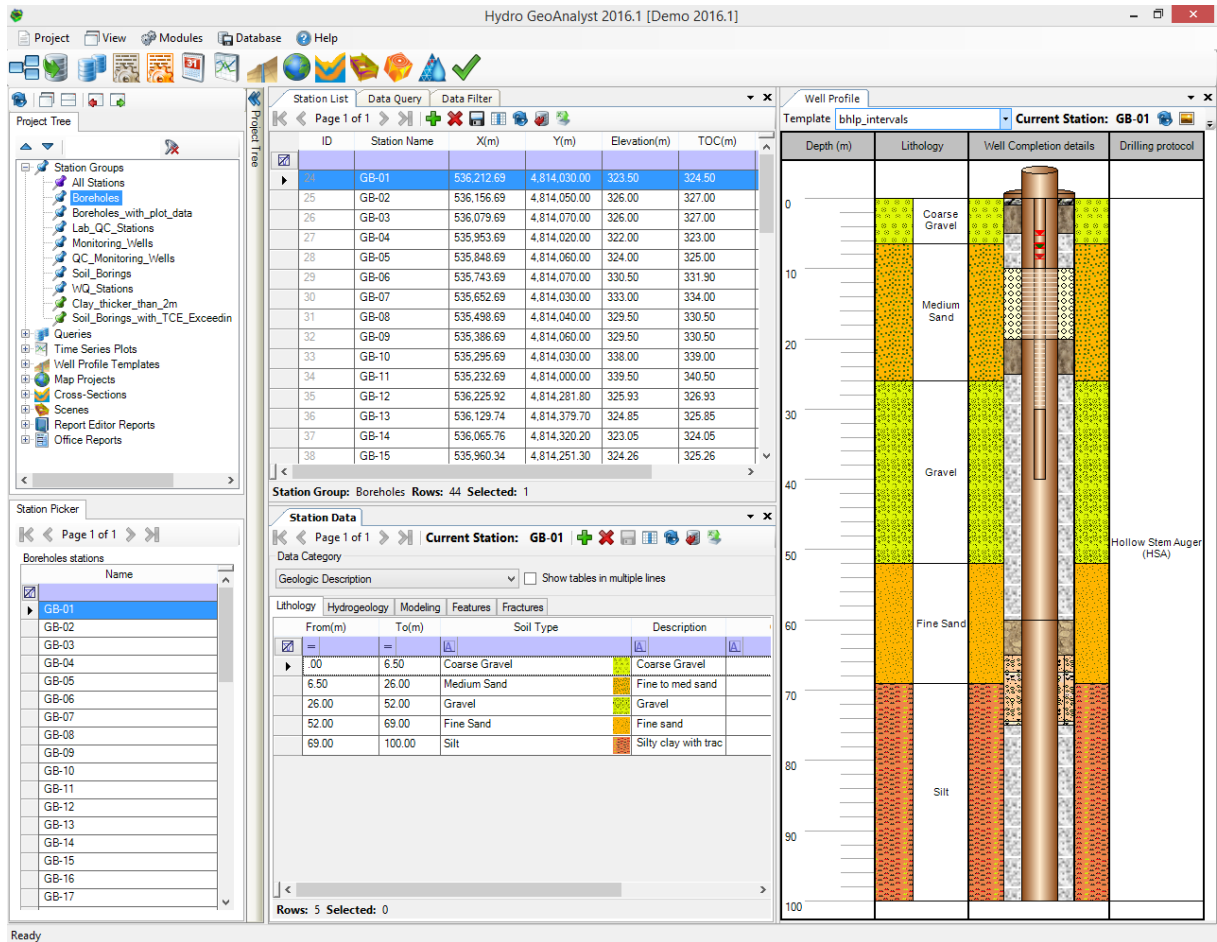 Hydro GeoAnalyst 2016.1 [Demo 2016.1]
Project View Modules Database Help
Project Tree
Station Groups
All Stations
Boreholes
Boreholes_with_plot_data
Lab_QC_Stations
Monitoring_Wells
QC_Monitoring_Wells
Soil_Borings
WQ_Stations
Clay_thicker_than_2m
Soil_Borings_with_TCE_Exceedin
Queries
Time Series Plots
Well Profile Templates
Map Projects
Cross-Sections
Scenes
Report Editor Reports
Office Reports
Station Picker
Page 1 of 1
Boreholes stations
Name
GB-01
GB-02
GB-03
GB-04
GB-05
GB-06
GB-07
GB-08
GB-09
GB-10
GB-11
GB-12
GB-13
GB-14
GB-15
GB-16
GB-17
Project Tree
Station List Data Query Data Filter
Page 1 of 1
ID Station Name X(m) Y(m) Elevation(m) TOC(m)
24 GB-01 536,212.69 4,814,030.00 323.50 324.50
25 GB-02 536,156.69 4,814,050.00 326.00 327.00
26 GB-03 536,079.69 4,814,070.00 326.00 327.00
27 GB-04 535,953.69 4,814,020.00 322.00 323.00
28 GB-05 535,848.69 4,814,060.00 324.00 325.00
29 GB-06 535,743.69 4,814,070.00 330.50 331.90
30 GB-07 535,652.69 4,814,030.00 333.00 334.00
31 GB-08 535,498.69 4,814,040.00 329.50 330.50
32 GB-09 535,386.69 4,814,060.00 329.50 330.50
33 GB-10 535,295.69 4,814,030.00 338.00 339.00
34 GB-11 535,232.69 4,814,000.00 339.50 340.50
35 GB-12 536,225.92 4,814,281.80 325.93 326.93
36 GB-13 536,129.74 4,814,379.70 324.85 325.85
37 GB-14 536,065.76 4,814,320.20 323.05 324.05
38 GB-15 535,960.34 4,814,251.30 324.26 325.26
Station Group: Boreholes Rows: 44 Selected: 1
Station Data
Page 1 of 1 Current Station: GB-01
Data Category
Geologic Description Show tables in multiple lines
Lithology Hydrogeology Modeling Features Fractures
From(m) To(m) Soil Type Description
= = A A A
.00 6.50 Coarse Gravel Coarse Gravel
6.50 26.00 Medium Sand Fine to med sand
26.00 52.00 Gravel Gravel
52.00 69.00 Fine Sand Fine sand
69.00 100.00 Silt Silty clay with trac
Rows: 5 Selected: 0
Well Profile
Template bhlp_intervals Current Station: GB-01
Depth (m) Lithology Well Completion details Drilling protocol
0
Coarse
Gravel
10
Medium
Sand
20
30
Gravel
40
50
Hollow Stem Auger
(HSA)
60
Fine Sand
70
80
Silt
90
100
Ready